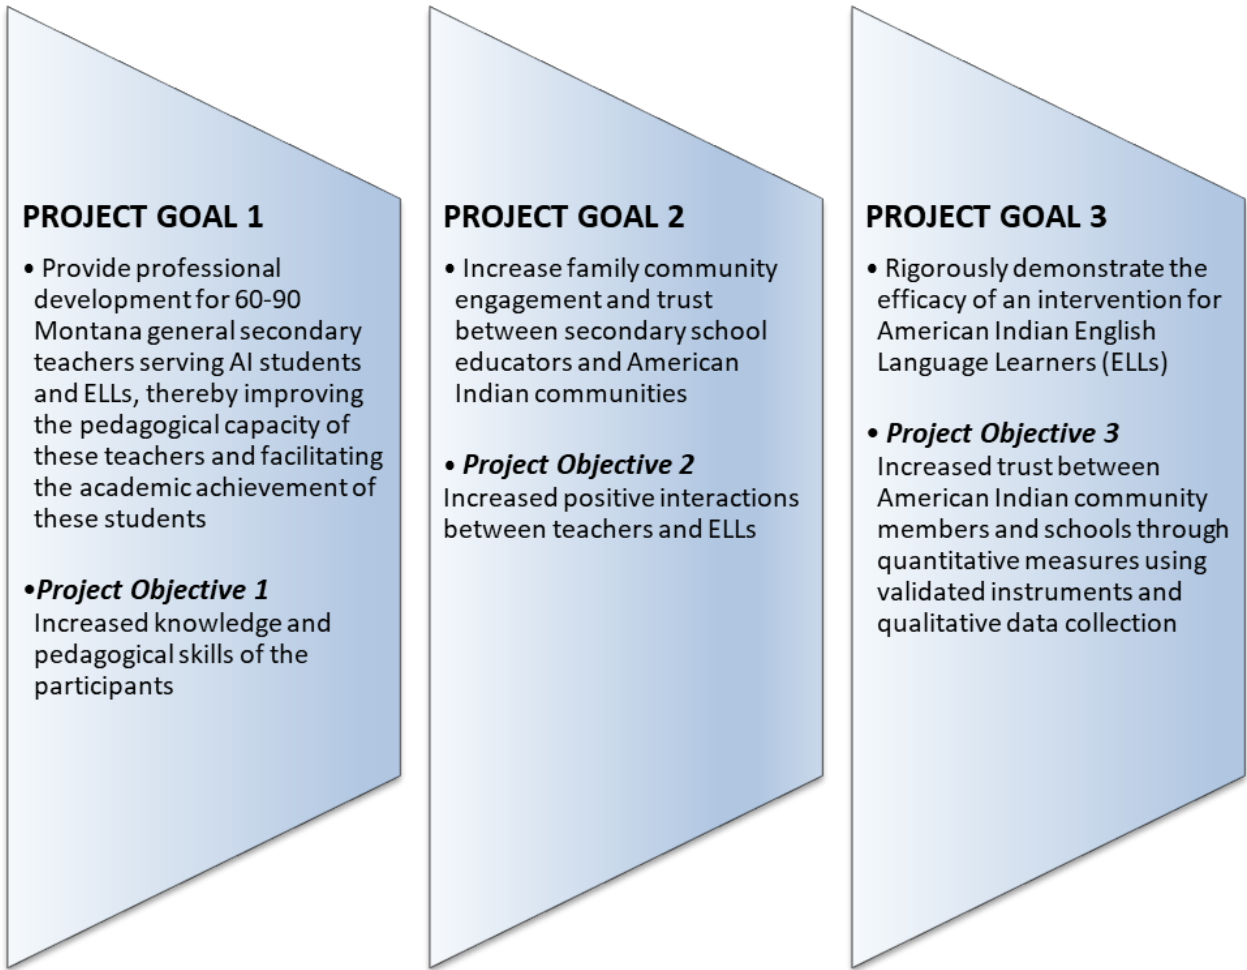 PROJECT GOAL 1
• Provide professional
development for 60-90
Montana general secondary
teachers serving AI students
and ELLs, thereby improving
the pedagogical capacity of
these teachers and facilitating
the academic achievement of
these students
•Project Objective 1
Increased knowledge and
pedagogical skills of the
participants
PROJECT GOAL 2
• Increase family community
engagement and trust
between secondary school
educators and American
Indian communities
• Project Objective 2
Increased positive interactions
between teachers and ELLs
PROJECT GOAL 3
• Rigorously demonstrate the
efficacy of an intervention for
American Indian English
Language Learners (ELLs)
• Project Objective 3
Increased trust between
American Indian community
members and schools through
quantitative measures using
validated instruments and
qualitative data collection